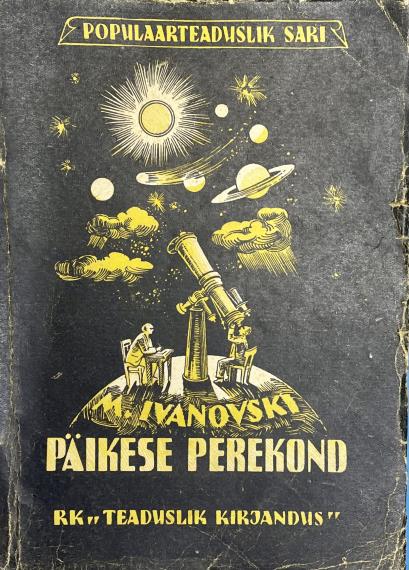 POPULAARTEADUSLIK SARI
M. IVANOVSKI
PÄIKESE PEREKOND
RK „TEADUSLIK KIRJANDUS"